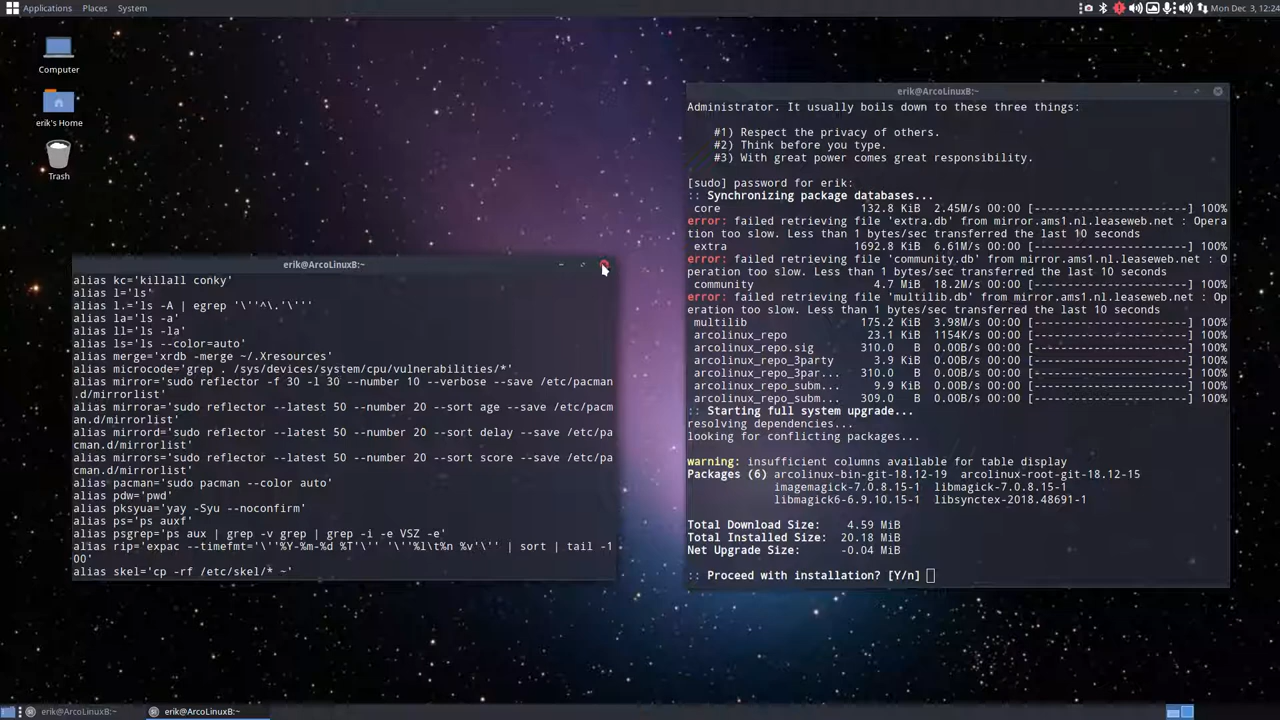 Applications Places System
Mon Dec 3, 12:24
Computer
erik's Home
Trash
erik@ArcoLinuxB:~
alias kc='killall conky'
alias l='ls'
alias l.='ls -A | egrep '\''^\.'\'''
alias la='ls -a'
alias ll='ls -la'
alias ls='ls --color=auto'
alias merge='xrdb -merge ~/.Xresources'
alias microcode='grep . /sys/devices/system/cpu/vulnerabilities/*'
alias mirror='sudo reflector -f 30 -l 30 --number 10 --verbose --save /etc/pacman
.d/mirrorlist'
alias mirrora='sudo reflector --latest 50 --number 20 --sort age --save /etc/pacm
an.d/mirrorlist'
alias mirrord='sudo reflector --latest 50 --number 20 --sort delay --save /etc/pa
cman.d/mirrorlist'
alias mirrors='sudo reflector --latest 50 --number 20 --sort score --save /etc/pa
cman.d/mirrorlist'
alias pacman='sudo pacman --color auto'
alias pdw='pwd'
alias pksyua='yay -Syu --noconfirm'
alias ps='ps auxf'
alias psgrep='ps aux | grep -v grep | grep -i -e VSZ -e'
alias rip='expac --timefmt='\''%Y-%m-%d %T'\'' '\''%l\t%n %v'\'' | sort | tail -1
00'
alias skel='cp -rf /etc/skel/* ~'
erik@ArcoLinuxB:~
Administrator. It usually boils down to these three things:
#1) Respect the privacy of others.
#2) Think before you type.
#3) With great power comes great responsibility.
[sudo] password for erik:
:: Synchronizing package databases...
core 132.8 KiB 2.45M/s 00:00 [----------------------] 100%
error: failed retrieving file 'extra.db' from mirror.ams1.nl.leaseweb.net : Opera
tion too slow. Less than 1 bytes/sec transferred the last 10 seconds
extra 1692.8 KiB 6.61M/s 00:00 [----------------------] 100%
error: failed retrieving file 'community.db' from mirror.ams1.nl.leaseweb.net : O
peration too slow. Less than 1 bytes/sec transferred the last 10 seconds
community 4.7 MiB 18.2M/s 00:00 [----------------------] 100%
error: failed retrieving file 'multilib.db' from mirror.ams1.nl.leaseweb.net : Op
eration too slow. Less than 1 bytes/sec transferred the last 10 seconds
multilib 175.2 KiB 3.98M/s 00:00 [----------------------] 100%
arcolinux_repo 23.1 KiB 1154K/s 00:00 [----------------------] 100%
arcolinux_repo.sig 310.0 B 0.00B/s 00:00 [----------------------] 100%
arcolinux_repo_3party 3.9 KiB 0.00B/s 00:00 [----------------------] 100%
arcolinux_repo_3par... 310.0 B 0.00B/s 00:00 [----------------------] 100%
arcolinux_repo_subm... 9.9 KiB 0.00B/s 00:00 [----------------------] 100%
arcolinux_repo_subm... 309.0 B 0.00B/s 00:00 [----------------------] 100%
:: Starting full system upgrade...
resolving dependencies...
looking for conflicting packages...
warning: insufficient columns available for table display
Packages (6) arcolinux-bin-git-18.12-19 arcolinux-root-git-18.12-15
imagemagick-7.0.8.15-1 libmagick-7.0.8.15-1
libmagick6-6.9.10.15-1 libsynctex-2018.48691-1
Total Download Size: 4.59 MiB
Total Installed Size: 20.18 MiB
Net Upgrade Size: -0.04 MiB
:: Proceed with installation? [Y/n]
erik@ArcoLinuxB:~
erik@ArcoLinuxB:~